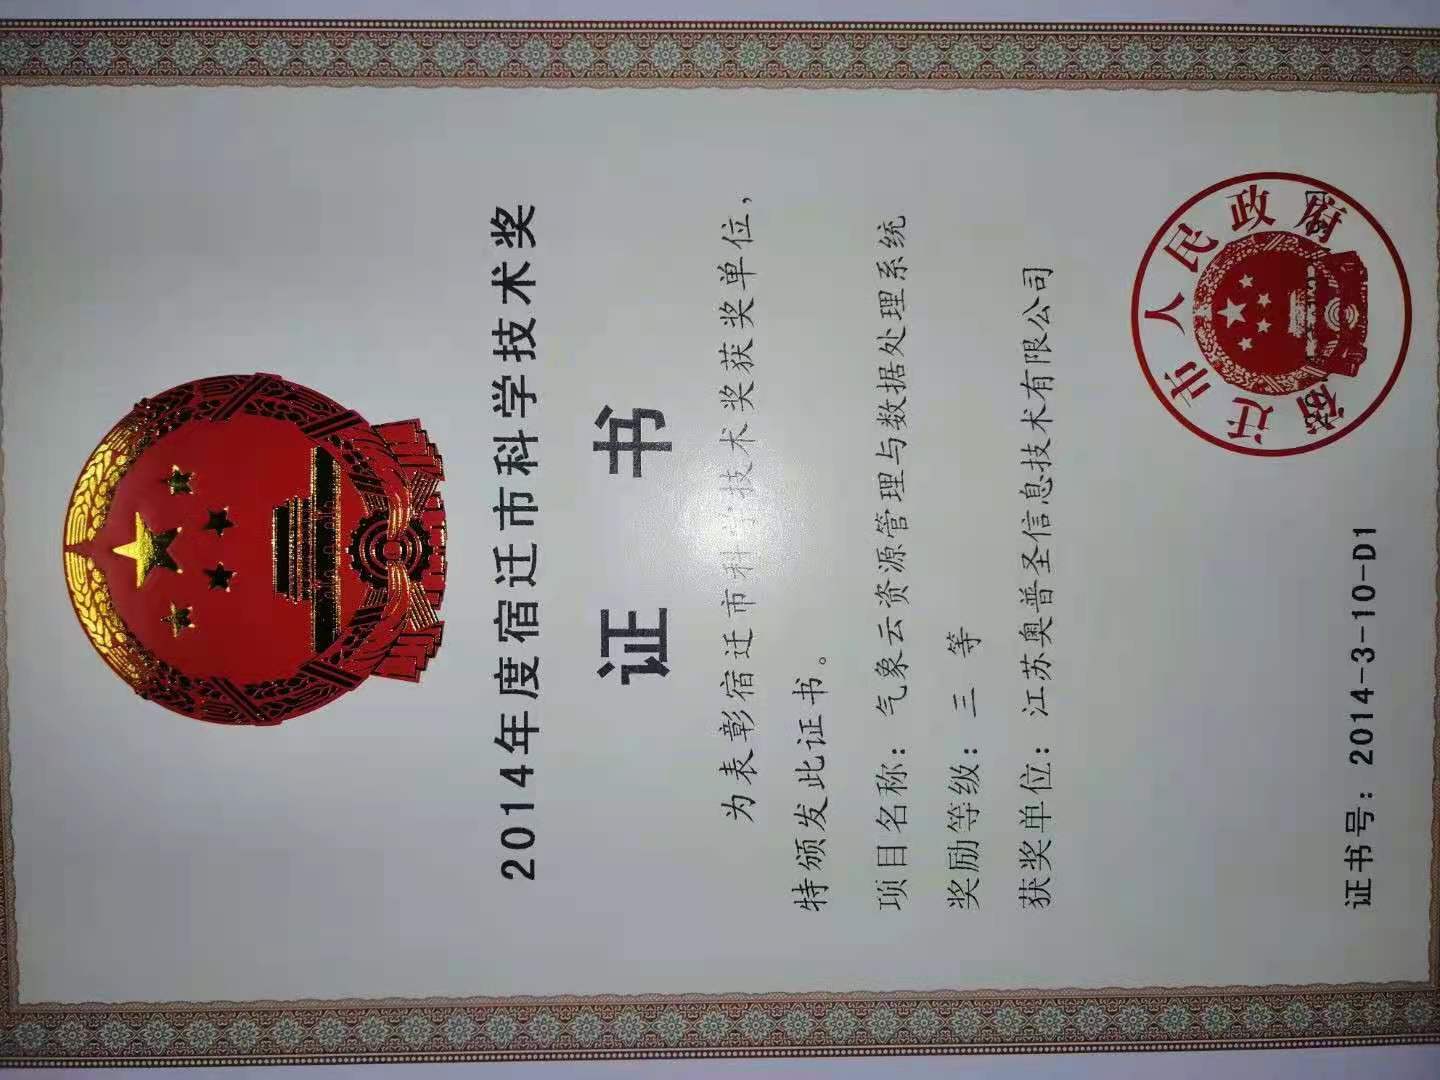 2014年度宿迁市科学技术奖
证书
为表彰宿迁市科学技术奖获奖单位，
特颁发此证书。
项目名称：气象云资源管理与数据处理系统
奖励等级：三等
获奖单位：江苏奥普圣信息技术有限公司
宿迁市人民政府
证书号：2014-3-10-D1